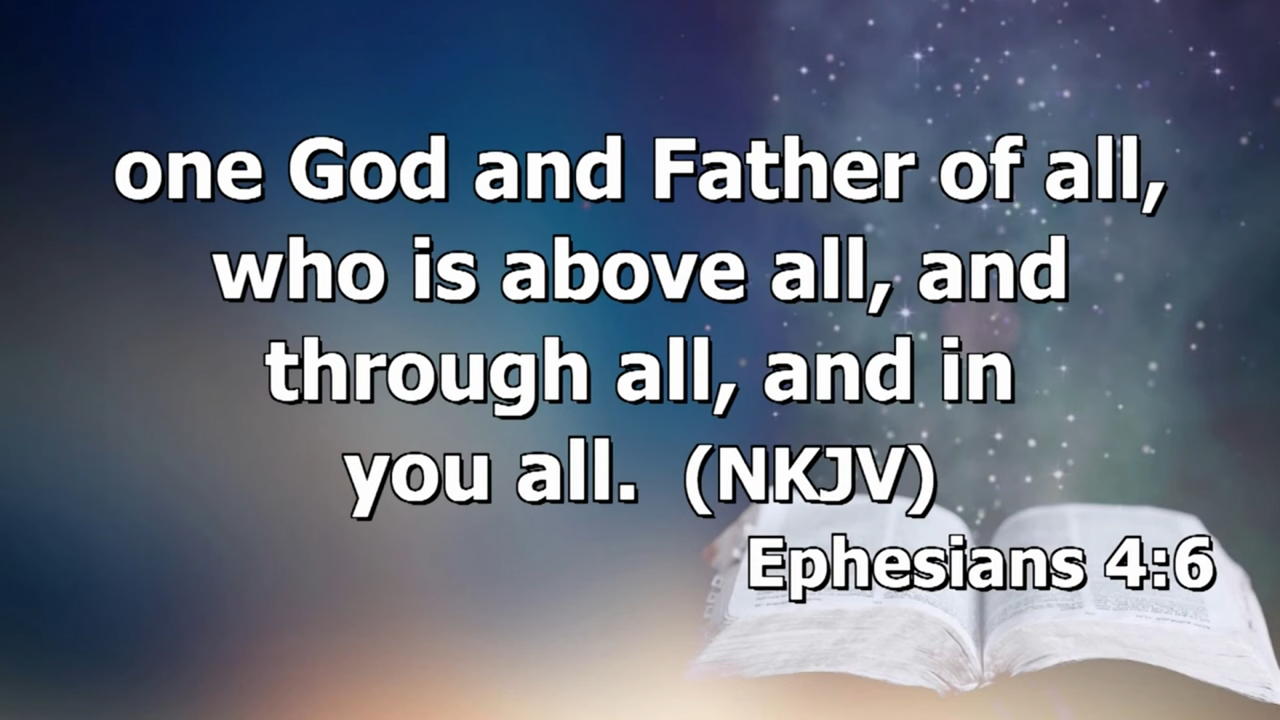 one God and Father of all,
who is above all, and
through all, and in
you all.  (NKJV)
Ephesians 4:6